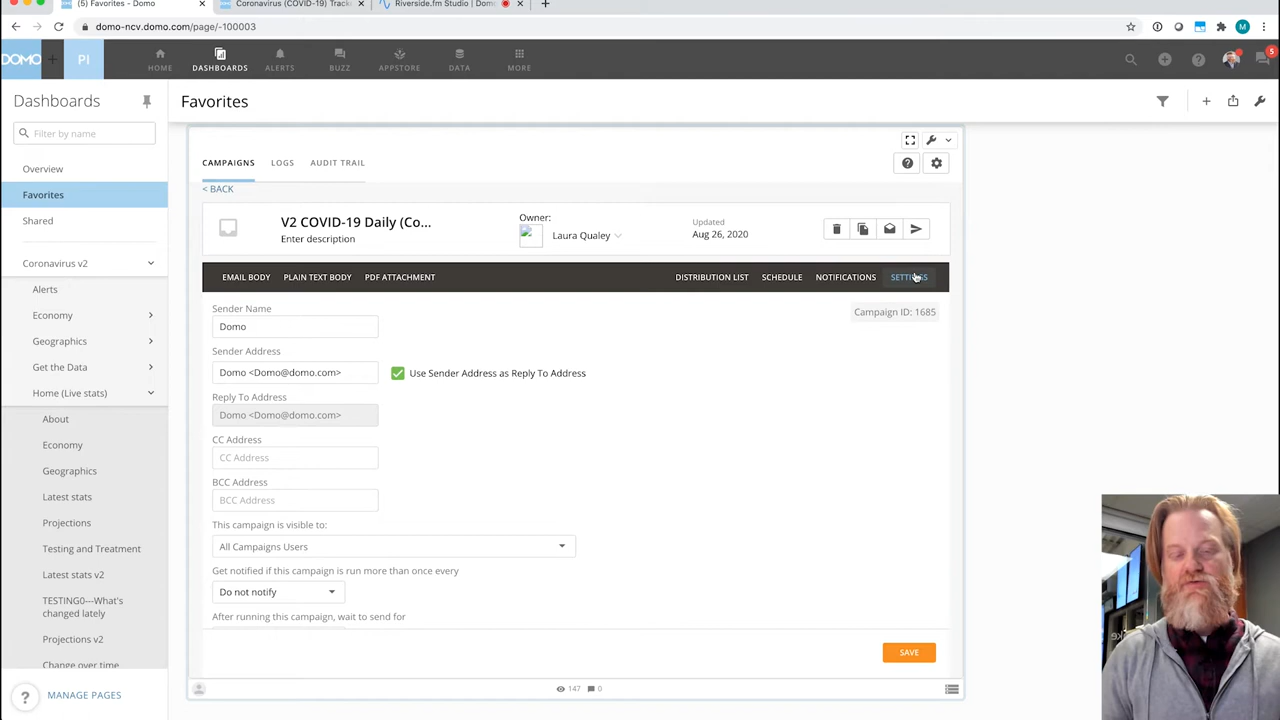 (5) Favorites - Domo
Coronavirus (COVID-19) Tracke
Riverside.fm Studio | Domo
domo-ncv.domo.com/page/-100003
M
DOMO
PI
HOME
DASHBOARDS
ALERTS
BUZZ
APPSTORE
DATA
MORE
5
Dashboards
Favorites
Filter by name
Overview
Favorites
Shared
Coronavirus v2
Alerts
Economy
Geographics
Get the Data
Home (Live stats)
About
Economy
Geographics
Latest stats
Projections
Testing and Treatment
Latest stats v2
TESTING0---What's
changed lately
Projections v2
Change over time
MANAGE PAGES
CAMPAIGNS
LOGS
AUDIT TRAIL
< BACK
V2 COVID-19 Daily (Co...
Enter description
Owner:
Laura Qualey
Updated
Aug 26, 2020
EMAIL BODY
PLAIN TEXT BODY
PDF ATTACHMENT
DISTRIBUTION LIST
SCHEDULE
NOTIFICATIONS
SETTINGS
Sender Name
Domo
Campaign ID: 1685
Sender Address
Domo <Domo@domo.com>
Use Sender Address as Reply To Address
Reply To Address
Domo <Domo@domo.com>
CC Address
CC Address
BCC Address
BCC Address
This campaign is visible to:
All Campaigns Users
Get notified if this campaign is run more than once every
Do not notify
After running this campaign, wait to send for
SAVE
147
0